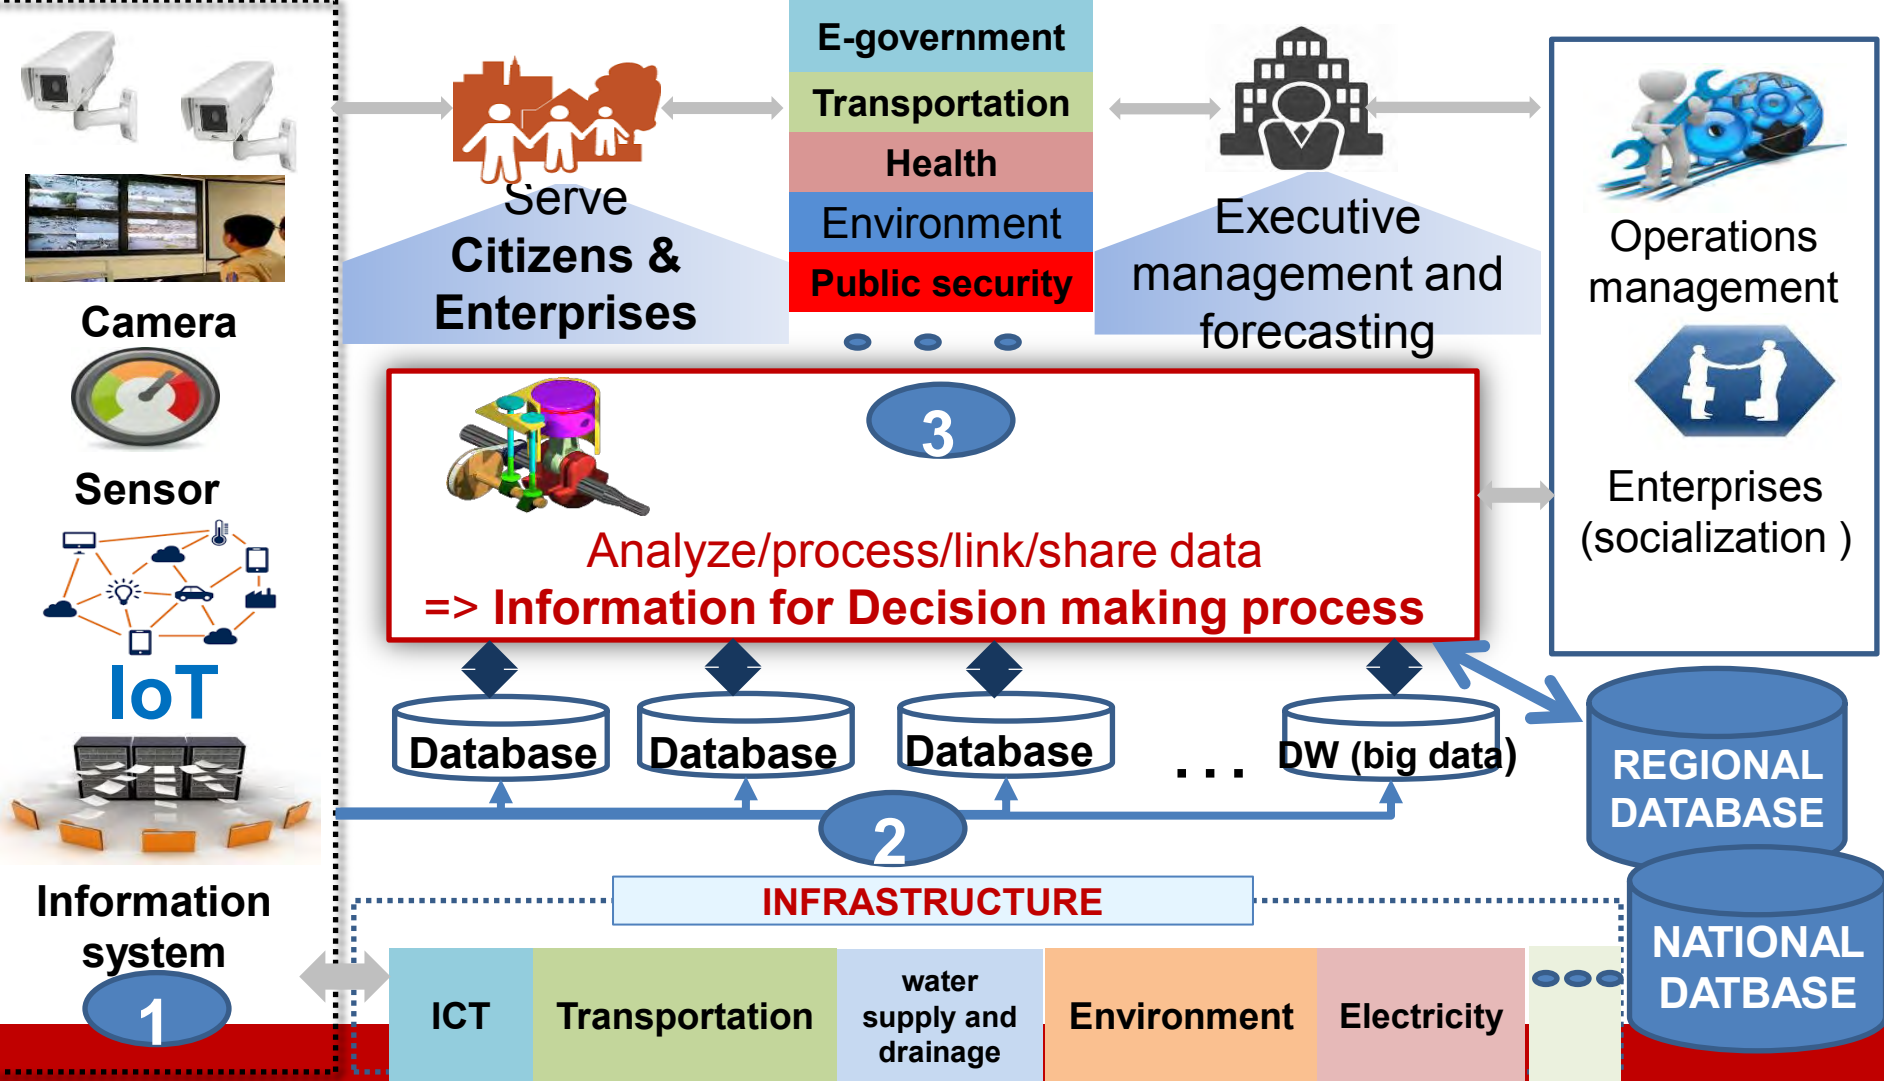 Camera
Sensor
IoT
Information
system
1
Serve
Citizens &
Enterprises
E-government
Transportation
Health
Environment
Public security
Executive
management and
forecasting
Operations
management
Enterprises
(socialization )
3
Analyze/process/link/share data
=> Information for Decision making process
Database
Database
Database
...
DW (big data)
2
REGIONAL
DATABASE
NATIONAL
DATBASE
INFRASTRUCTURE
ICT
Transportation
water
supply and
drainage
Environment
Electricity